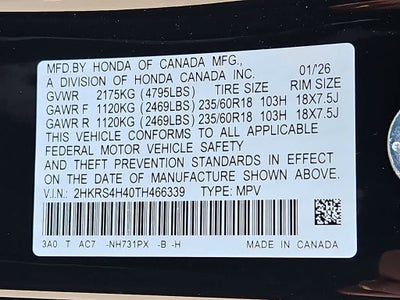 MFD.BY HONDA OF CANADA MFG.,
A DIVISION OF HONDA CANADA INC. 01/26
GVWR 2175KG (4795LBS) TIRE SIZE RIM SIZE
GAWR F 1120KG (2469LBS) 235/60R18 103H 18X7.5J
GAWR R 1120KG (2469LBS) 235/60R18 103H 18X7.5J
THIS VEHICLE CONFORMS TO ALL APPLICABLE
FEDERAL MOTOR VEHICLE SAFETY
AND THEFT PREVENTION STANDARDS IN EFFECT
ON THE DATE OF MANUFACTURE SHOWN ABOVE.
V.I.N.: 2HKRS4H40TH466339 TYPE: MPV
3A0 T AC7 -NH731PX -B -H MADE IN CANADA